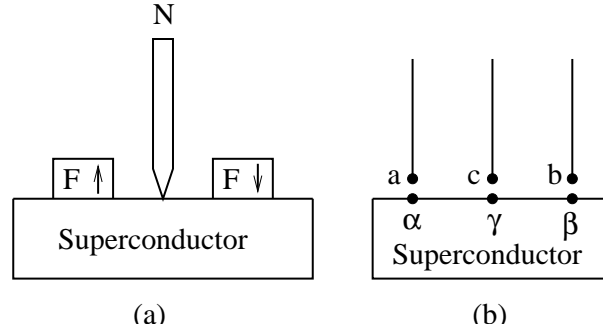 N
F ↑ F ↓
Superconductor
(a)
a c b
α γ β
Superconductor
(b)